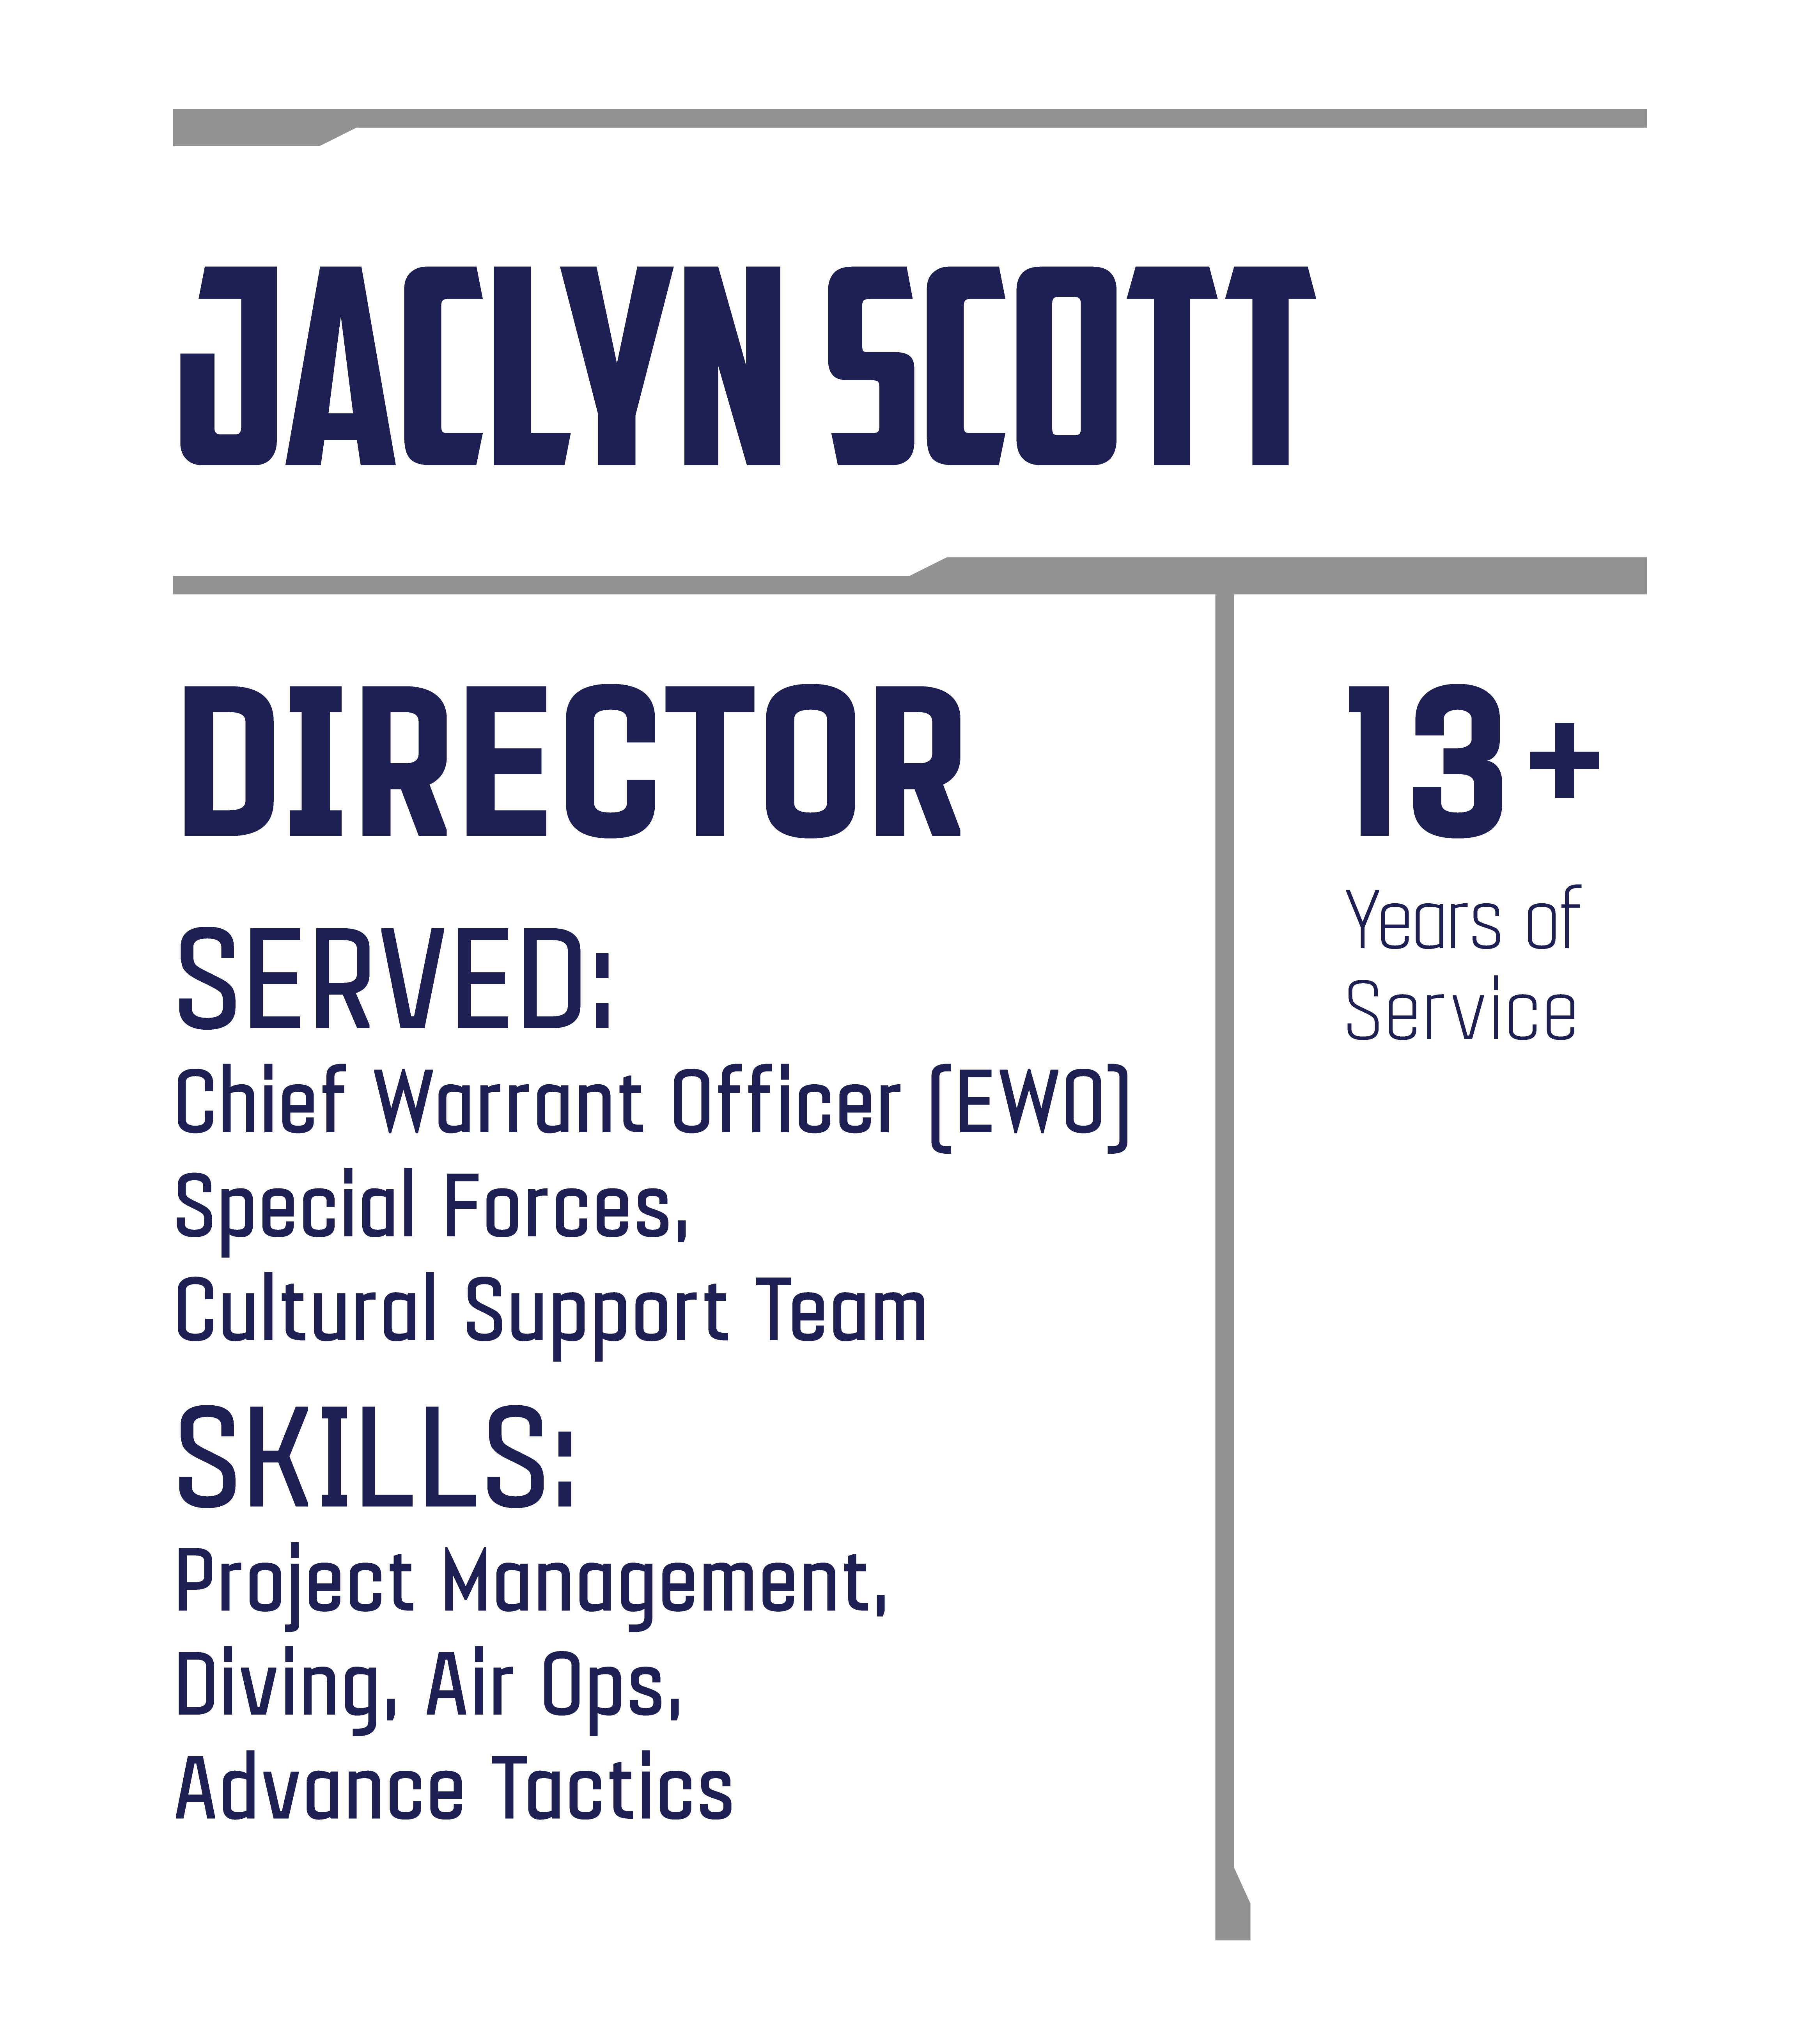 JACLYN SCOTT
DIRECTOR
SERVED:
Chief Warrant Officer (EWO)
Special Forces,
Cultural Support Team
SKILLS:
Project Management,
Diving, Air Ops,
Advance Tactics
13+
Years of
Service